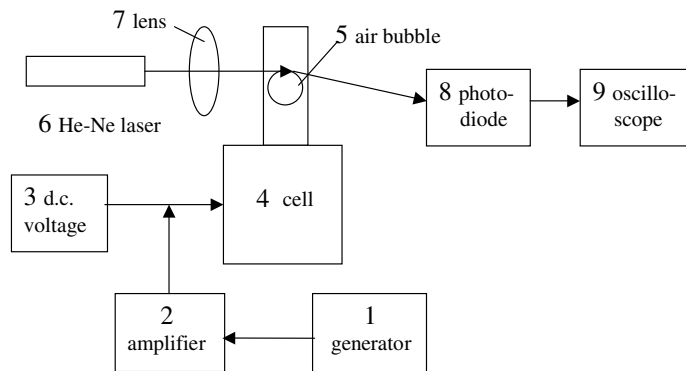 7 lens
5 air bubble
6 He-Ne laser
8 photo-
diode
9 oscillo-
scope
3 d.c.
voltage
4 cell
2
amplifier
1
generator